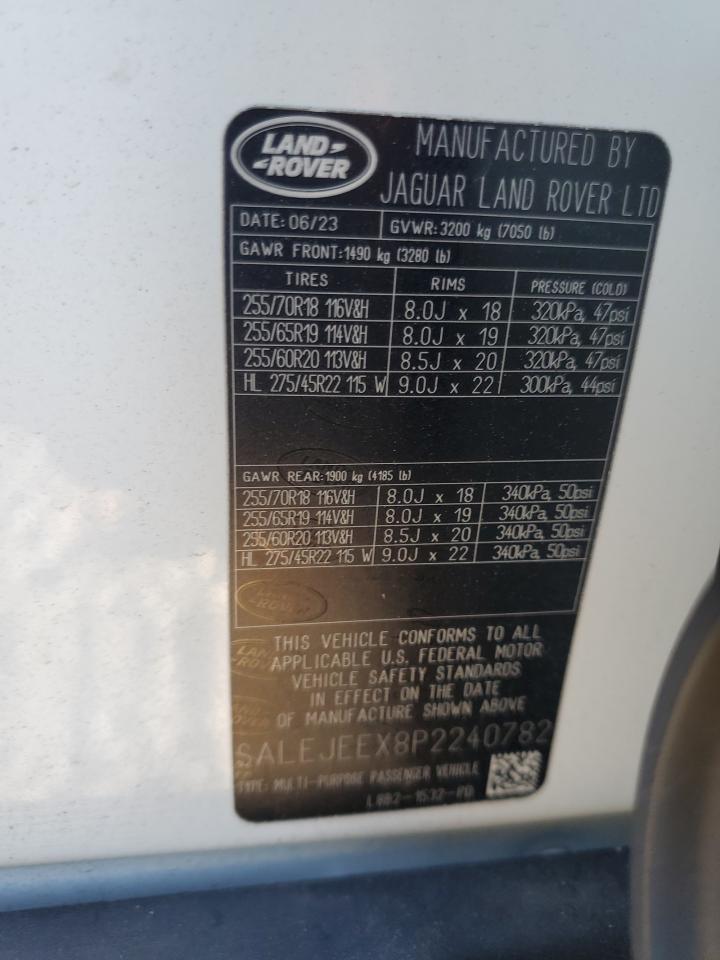 LAND ROVER
MANUFACTURED BY
JAGUAR LAND ROVER LTD
DATE: 06/23 GVWR: 3200 kg (7050 lb)
GAWR FRONT: 1490 kg (3280 lb)
TIRES RIMS PRESSURE (COLD)
255/70R18 116V&H 8.0J x 18 320kPa, 47psi
255/65R19 114V&H 8.0J x 19 320kPa, 47psi
255/60R20 113V&H 8.5J x 20 320kPa, 47psi
HL 275/45R22 115 W 9.0J x 22 300kPa, 44psi
GAWR REAR: 1900 kg (4185 lb)
255/70R18 116V&H 8.0J x 18 340kPa, 50psi
255/65R19 114V&H 8.0J x 19 340kPa, 50psi
255/60R20 113V&H 8.5J x 20 340kPa, 50psi
HL 275/45R22 115 W 9.0J x 22 340kPa, 50psi
THIS VEHICLE CONFORMS TO ALL
APPLICABLE U.S. FEDERAL MOTOR
VEHICLE SAFETY STANDARDS
IN EFFECT ON THE DATE
OF MANUFACTURE SHOWN ABOVE
SALEJEEX8P2240782
TYPE: MULTI-PURPOSE PASSENGER VEHICLE